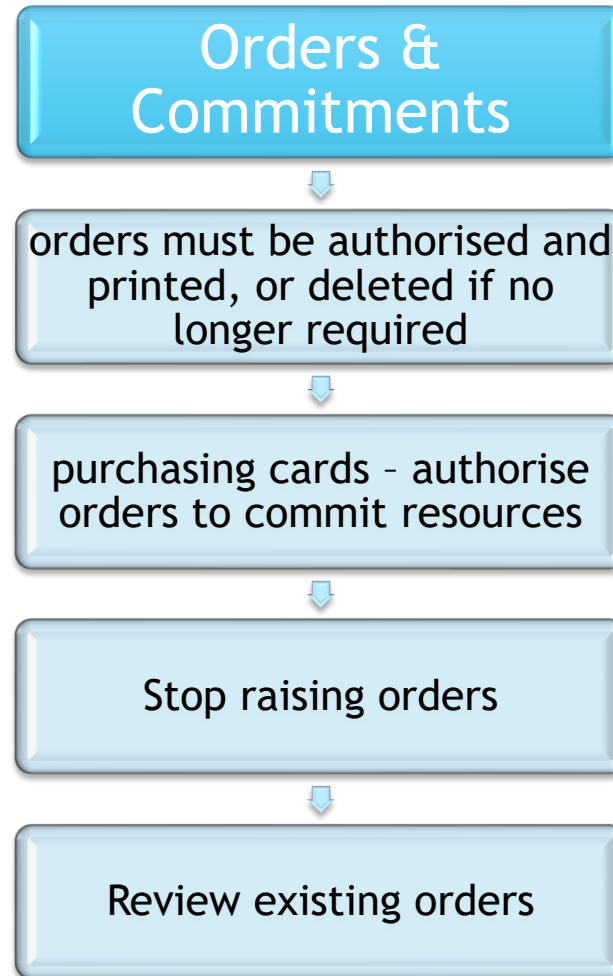 Orders &
Commitments
orders must be authorised and
printed, or deleted if no
longer required
purchasing cards – authorise
orders to commit resources
Stop raising orders
Review existing orders